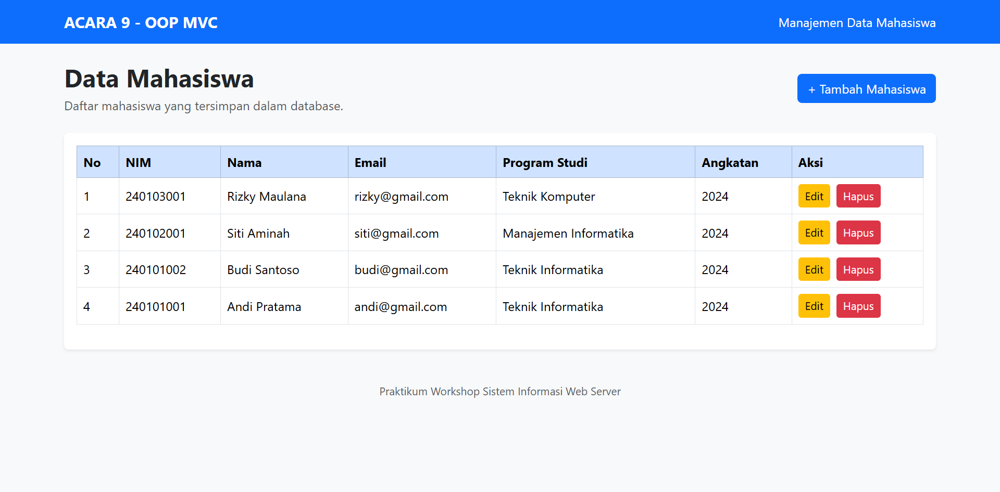 ACARA 9 - OOP MVC
Manajemen Data Mahasiswa
Data Mahasiswa
Daftar mahasiswa yang tersimpan dalam database.
+ Tambah Mahasiswa
No NIM Nama Email Program Studi Angkatan Aksi
1 240103001 Rizky Maulana rizky@gmail.com Teknik Komputer 2024 Edit Hapus
2 240102001 Siti Aminah siti@gmail.com Manajemen Informatika 2024 Edit Hapus
3 240101002 Budi Santoso budi@gmail.com Teknik Informatika 2024 Edit Hapus
4 240101001 Andi Pratama andi@gmail.com Teknik Informatika 2024 Edit Hapus
Praktikum Workshop Sistem Informasi Web Server